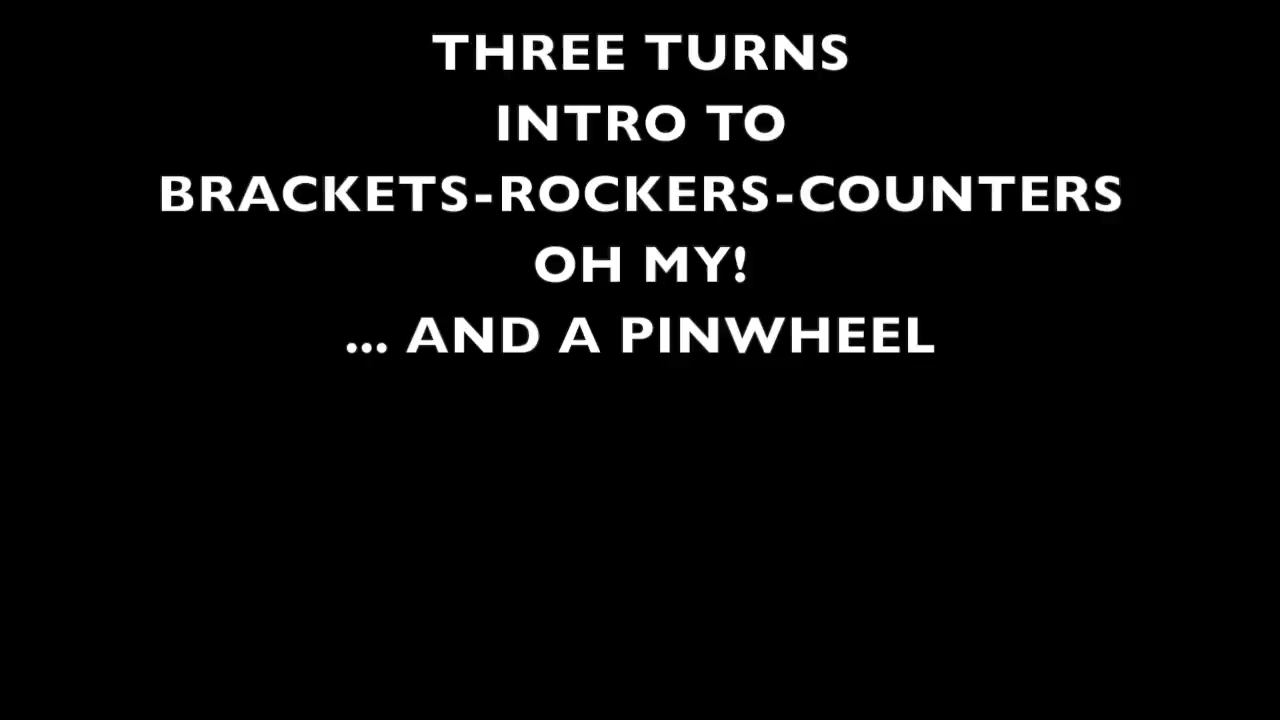 THREE TURNS
INTRO TO
BRACKETS-ROCKERS-COUNTERS
OH MY!
... AND A PINWHEEL